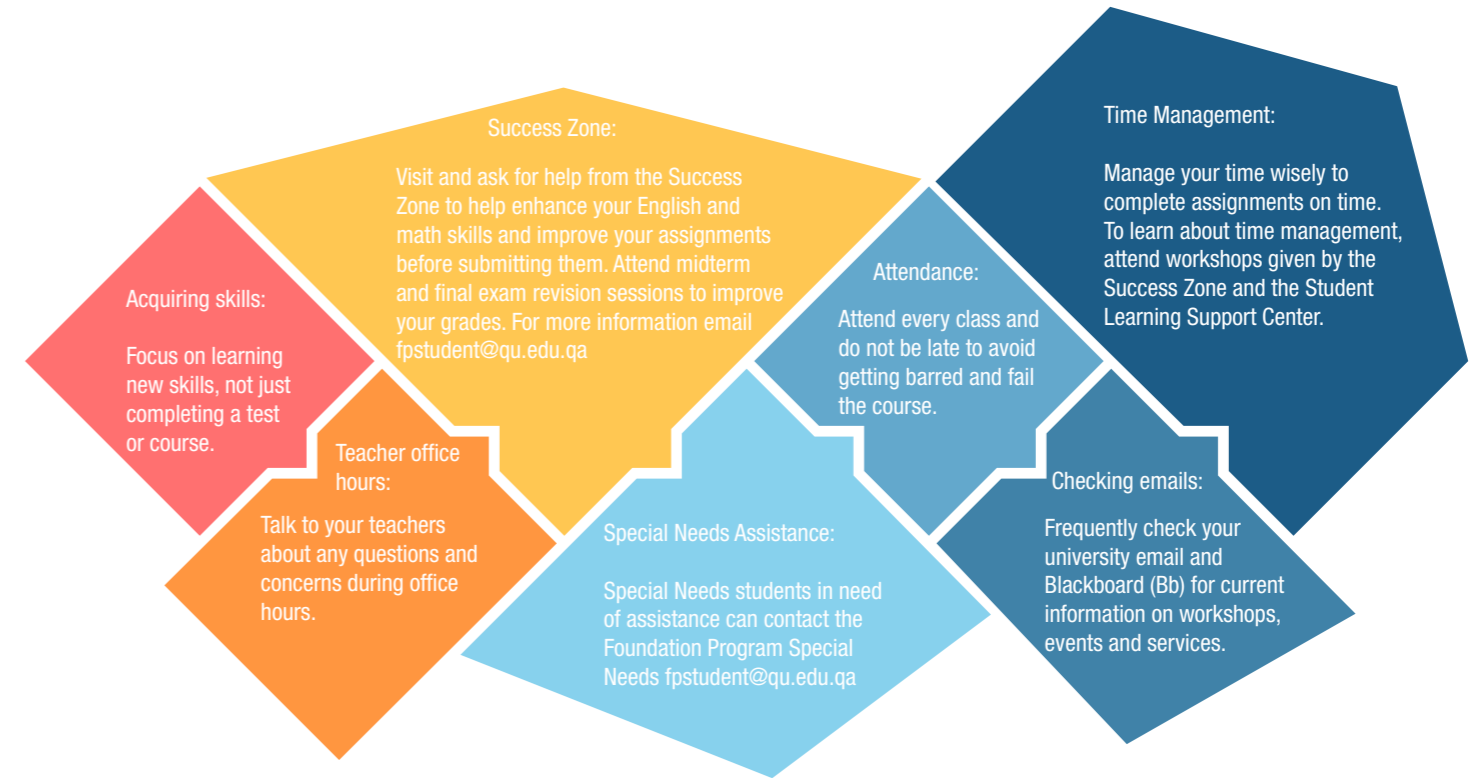 Acquiring skills:
Focus on learning
new skills, not just
completing a test
or course.
Success Zone:
Visit and ask for help from the Success
Zone to help enhance your English and
math skills and improve your assignments
before submitting them. Attend midterm
and final exam revision sessions to improve
your grades. For more information email
fpstudent@qu.edu.qa
Attendance:
Attend every class and
do not be late to avoid
getting barred and fail
the course.
Time Management:
Manage your time wisely to
complete assignments on time.
To learn about time management,
attend workshops given by the
Success Zone and the Student
Learning Support Center.
Teacher office
hours:
Talk to your teachers
about any questions and
concerns during office
hours.
Special Needs Assistance:
Special Needs students in need
of assistance can contact the
Foundation Program Special
Needs fpstudent@qu.edu.qa
Checking emails:
Frequently check your
university email and
Blackboard (Bb) for current
information on workshops,
events and services.